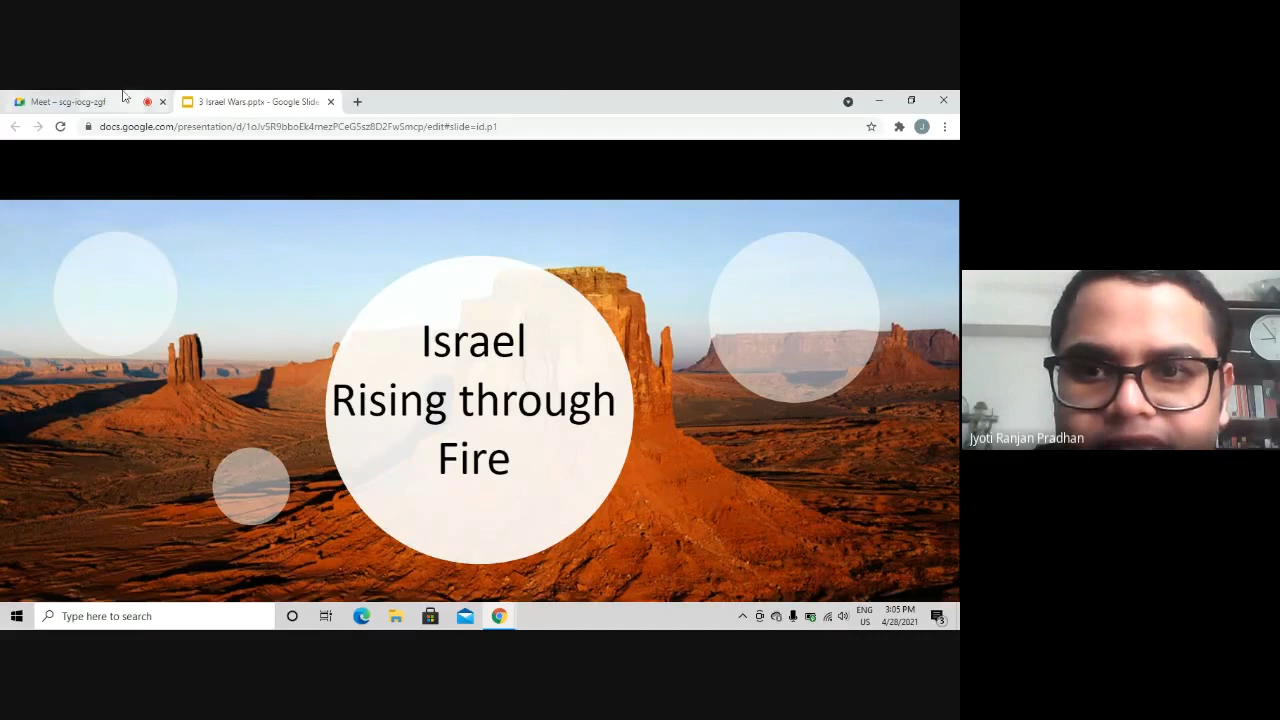 Meet – scg-iocg-zgf
3 Israel Wars.pptx - Google Slide
docs.google.com/presentation/d/1oJv5R9bboEk4rnezPCeG5sz8D2FwSmcp/edit#slide=id.p1
J
Israel
Rising through
Fire
Jyoti Ranjan Pradhan
Type here to search
ENG
US
3:05 PM
4/28/2021
3